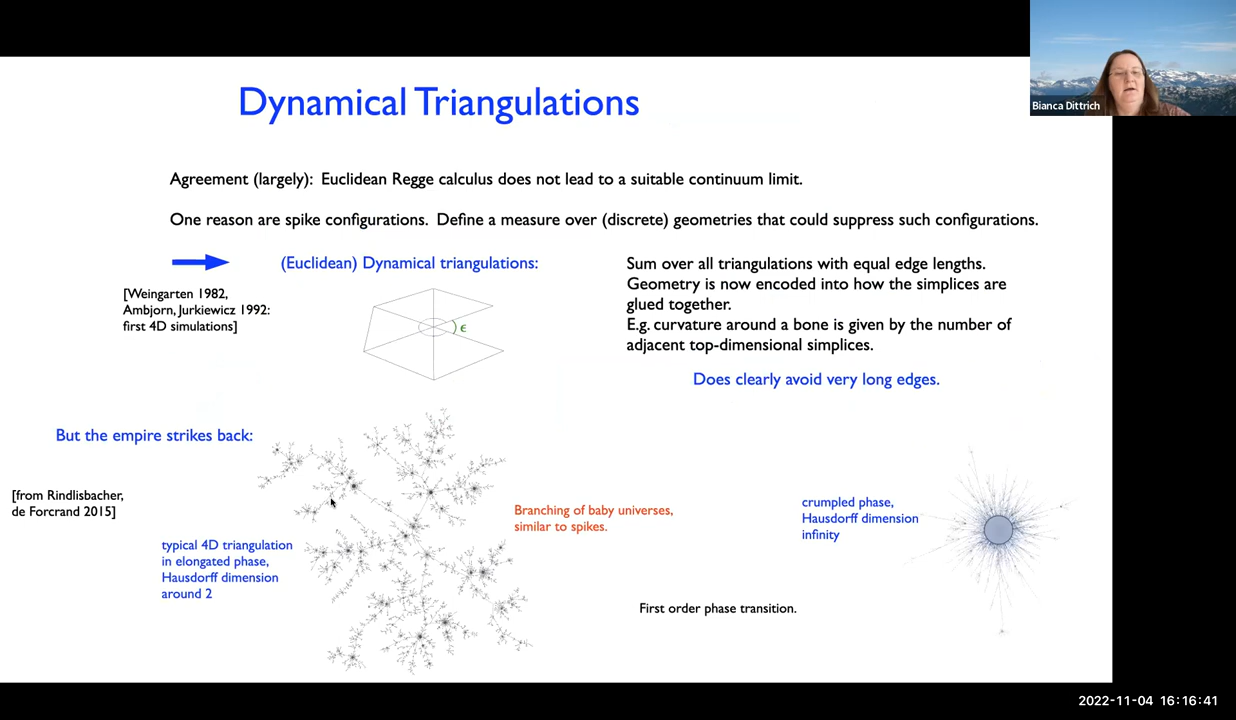 Dynamical Triangulations
Bianca Dittrich
Agreement (largely): Euclidean Regge calculus does not lead to a suitable continuum limit.
One reason are spike configurations. Define a measure over (discrete) geometries that could suppress such configurations.
(Euclidean) Dynamical triangulations:
[Weingarten 1982,
Ambjorn, Jurkiewicz 1992:
first 4D simulations]
ϵ
Sum over all triangulations with equal edge lengths.
Geometry is now encoded into how the simplices are
glued together.
E.g. curvature around a bone is given by the number of
adjacent top-dimensional simplices.
Does clearly avoid very long edges.
But the empire strikes back:
[from Rindlisbacher,
de Forcrand 2015]
typical 4D triangulation
in elongated phase,
Hausdorff dimension
around 2
Branching of baby universes,
similar to spikes.
crumpled phase,
Hausdorff dimension
infinity
First order phase transition.
2022-11-04 16:16:41